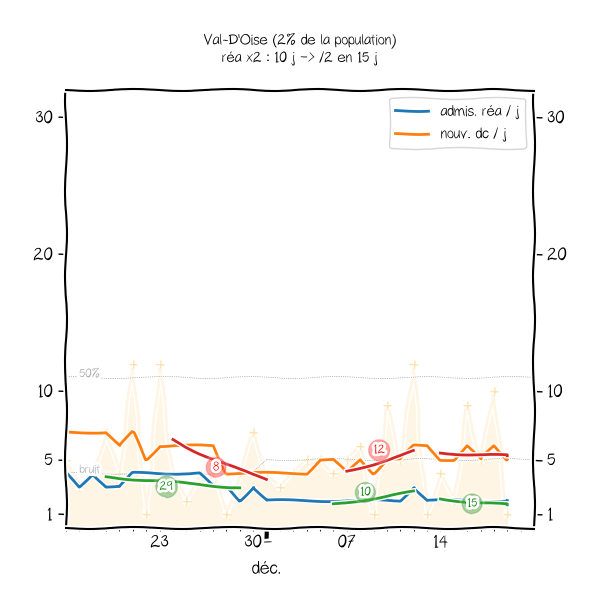 Val-D'Oise (2% de la population)
réa x2 : 10 j -> /2 en 15 j
admis. réa / j
nouv. dc / j
30 30
20 20
50%
10 10
12
5 5
8
bruit
29
10
15
1 1
23 30 07 14
déc.